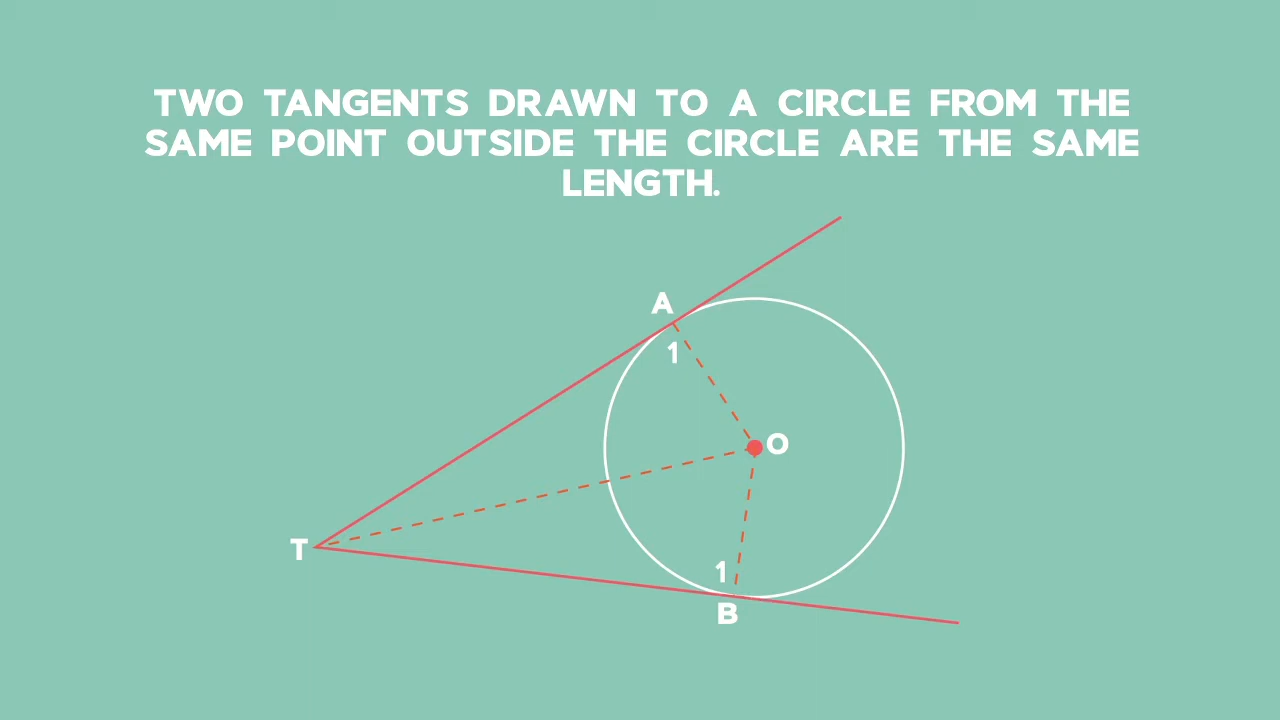 TWO TANGENTS DRAWN TO A CIRCLE FROM THE
SAME POINT OUTSIDE THE CIRCLE ARE THE SAME
LENGTH.
A
1
O
T
1
B